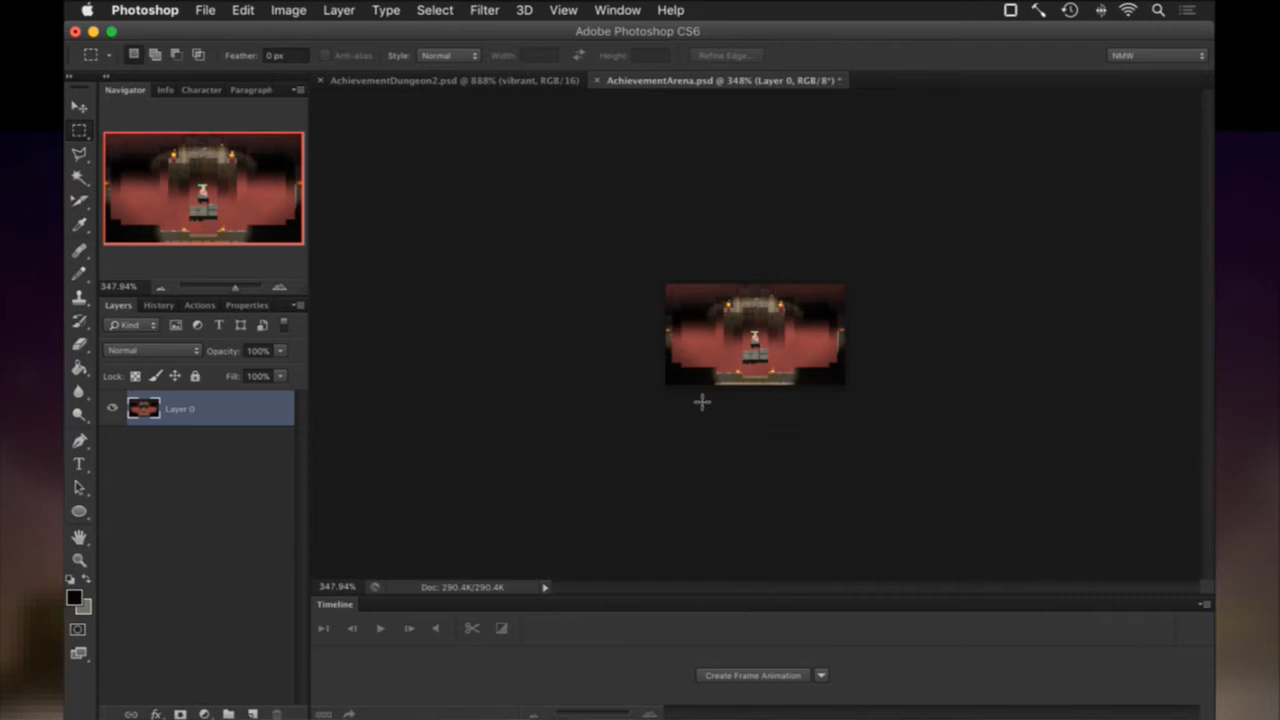 Photoshop File Edit Image Layer Type Select Filter 3D View Window Help
Adobe Photoshop CS6
Feather: 0 px Anti-alias Style: Normal Width: Height: Refine Edge... NMW
AchievementDungeon2.psd @ 888% (vibrant, RGB/16) AchievementArena.psd @ 348% (Layer 0, RGB/8*) *
Navigator Info Character Paragraph
347.94%
Layers History Actions Properties
Kind
Normal Opacity: 100%
Lock: Fill: 100%
Layer 0
347.94% Doc: 290.4K/290.4K
Timeline
Create Frame Animation